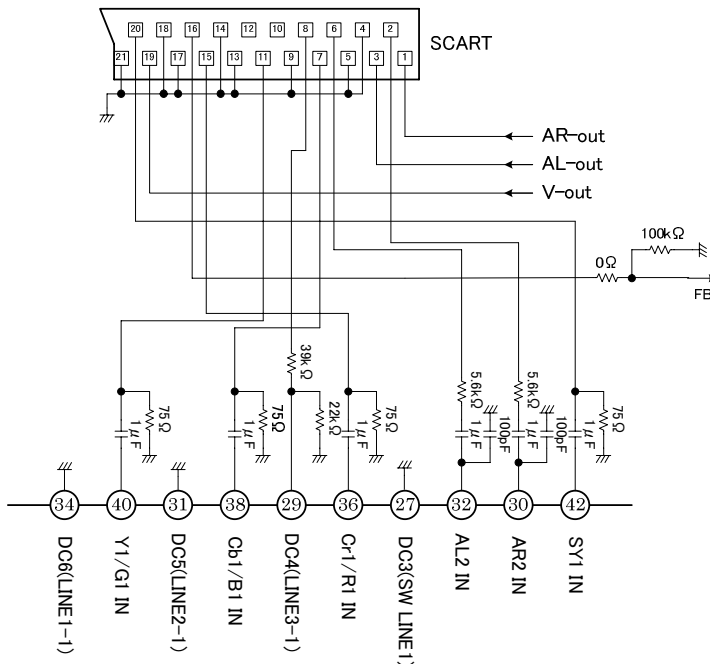 20 18 16 14 12 10 8 6 4 2
21 19 17 15 13 11 9 7 5 3 1
SCART
AR-out
AL-out
V-out
100kΩ
0Ω
FB
39kΩ
5.6kΩ
5.6kΩ
75Ω
1μF
75Ω
1μF
22kΩ
75Ω
1μF
1μF
100pF
1μF
100pF
75Ω
1μF
34 40 31 38 29 36 27 32 30 42
DC6(LINE1-1)
Y1/G1 IN
DC5(LINE2-1)
Cb1/B1 IN
DC4(LINE3-1)
Cr1/R1 IN
DC3(SW LINE1)
AL2 IN
AR2 IN
SY1 IN